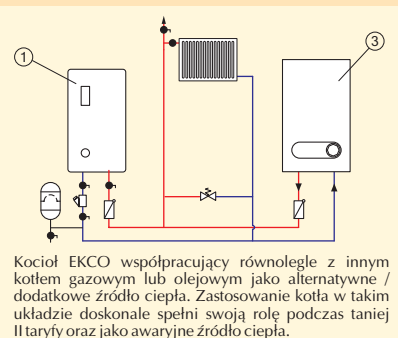 1
3
Kocioł EKCO współpracujący równolegle z innym
kotłem gazowym lub olejowym jako alternatywne /
dodatkowe źródło ciepła. Zastosowanie kotła w takim
układzie doskonale spełni swoją rolę podczas taniej
II taryfy oraz jako awaryjne źródło ciepła.